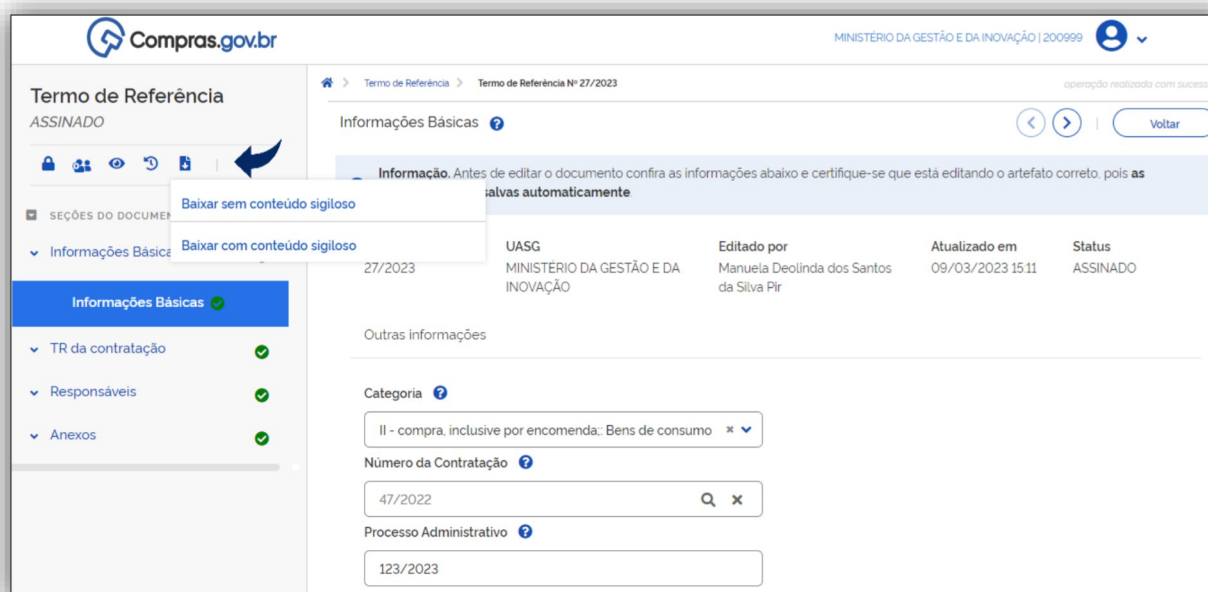 Compras.gov.br
MINISTÉRIO DA GESTÃO E DA INOVAÇÃO | 200999
Termo de Referência
ASSINADO
Termo de Referência > Termo de Referência Nº 27/2023
operação realizada com sucess
Informações Básicas
Voltar
Informação. Antes de editar o documento confira as informações abaixo e certifique-se que está editando o artefato correto, pois as
salvas automaticamente.
Baixar sem conteúdo sigiloso
Baixar com conteúdo sigiloso
SEÇÕES DO DOCUMEN
Informações Básica
Informações Básicas
TR da contratação
Responsáveis
Anexos
UASG
Editado por
Atualizado em
Status
27/2023
MINISTÉRIO DA GESTÃO E DA
INOVAÇÃO
Manuela Deolinda dos Santos
da Silva Pir
09/03/2023 15:11
ASSINADO
Outras informações
Categoria
II - compra, inclusive por encomenda;: Bens de consumo
Número da Contratação
47/2022
Processo Administrativo
123/2023